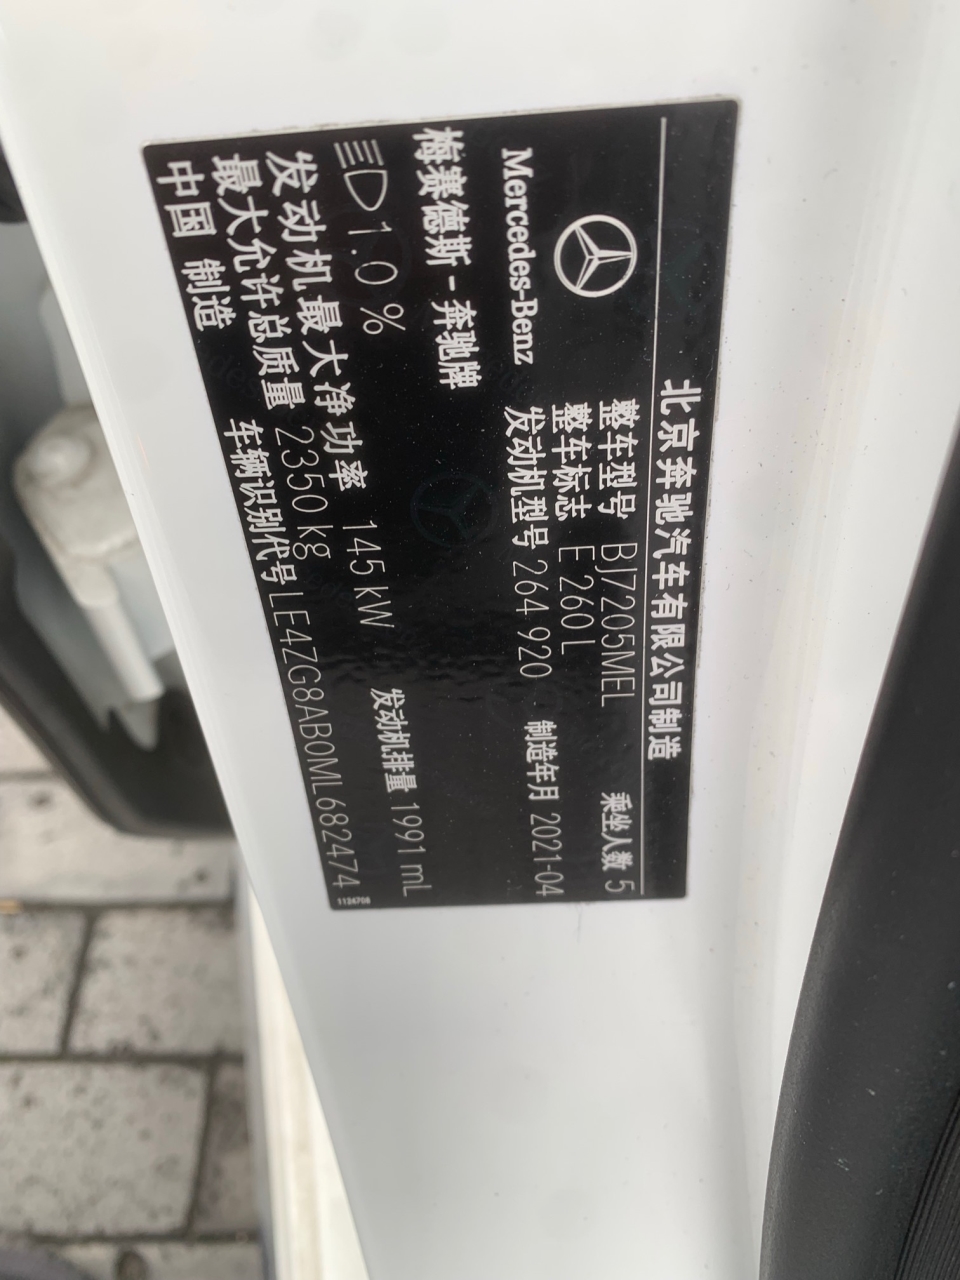 北京奔驰汽车有限公司制造
Mercedes-Benz
梅赛德斯-奔驰牌
整车型号 BJ7205MEL 乘坐人数 5
整车标志 E 260 L
发动机型号 264 920 制造年月 2021-04
1.0 %
发动机最大净功率 145 kW 发动机排量 1991 mL
最大允许总质量 2350 kg
中国 制造 车辆识别代号 LE4ZG8AB0ML682474
1124708